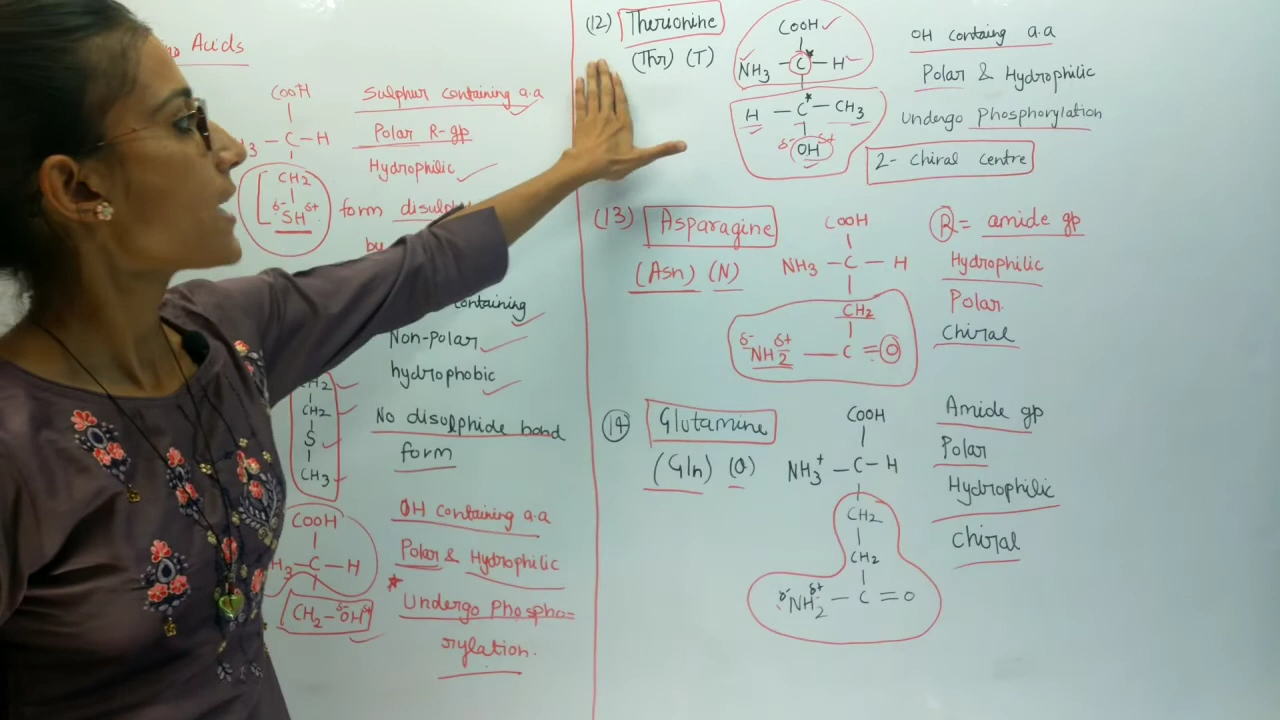 Acids
COOH
C – H
CH2
δ- SH δ+
Sulphur containing a.a
Polar R-gp
Hydrophilic
form
by
containing
Non-Polar
hydrophobic
No disulphide bond
form
CH2
CH2
S
CH3
COOH
H3 – C – H
CH2 – δ- OH δ+
OH containing a.a
Polar & Hydrophilic
* Undergo Phospho=
rylation.
(12) Therionine
(Thr) (T)
COOH
NH3 – C* – H
H – C* – CH3
δ- OH δ+
OH containg a.a
Polar & Hydrophilic
undergo Phosphorylation
2- Chiral Centre
(13) Asparagine
(Asn) (N)
COOH
NH3 – C – H
CH2
δ- NH2 δ+ – C = O
R = amide gp
Hydrophilic
Polar
Chiral
14 Glutamine
(Gln) (Q)
COOH
NH3+ – C – H
CH2
CH2
δ- NH2 δ+ – C = O
Amide gp
Polar
Hydrophilic
Chiral